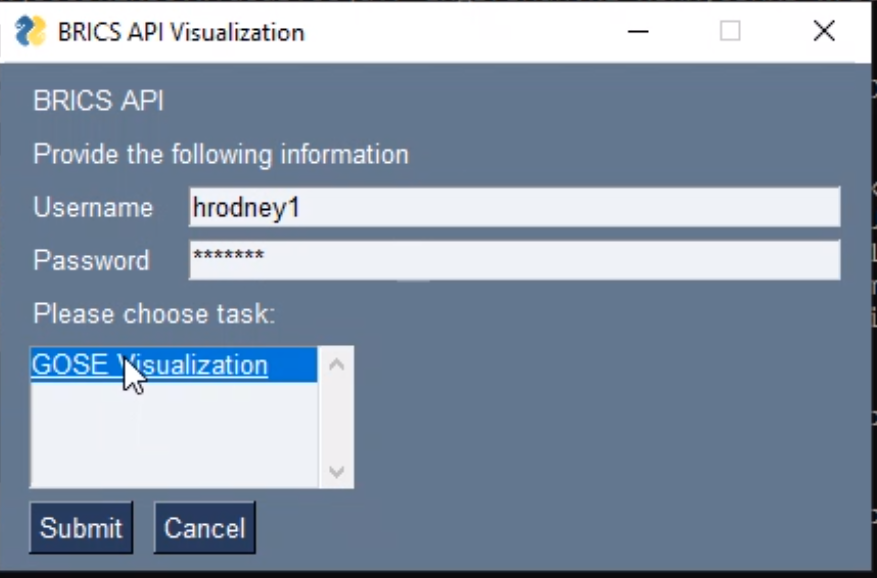 BRICS API Visualization
BRICS API
Provide the following information
Username hrodney1
Password *******
Please choose task:
GOSE Visualization
Submit Cancel